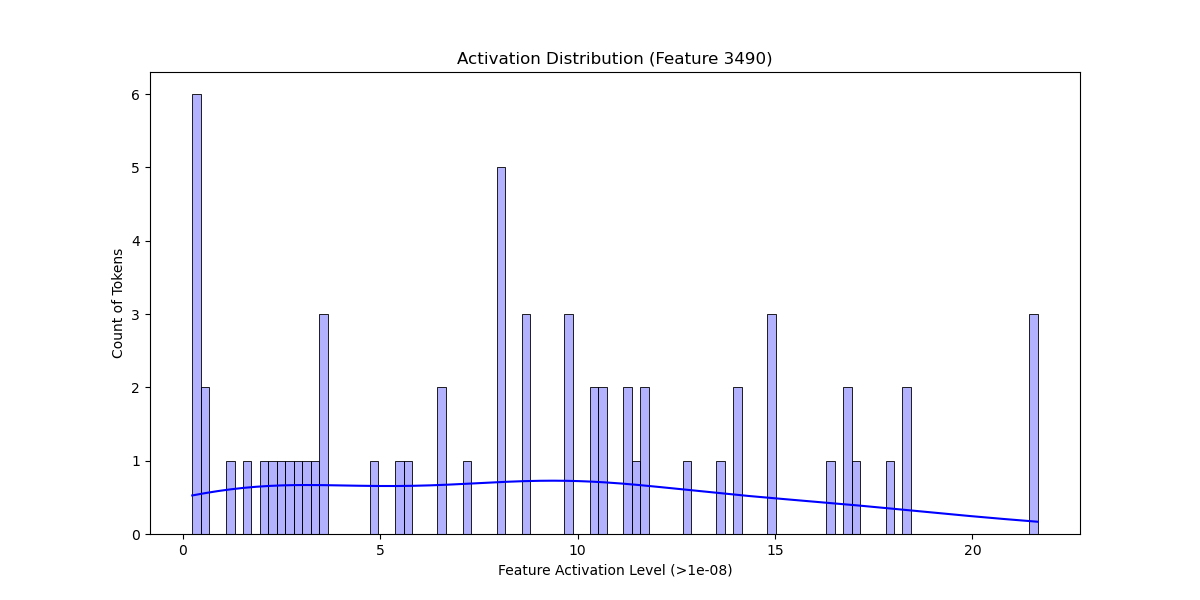 Activation Distribution (Feature 3490)
6
5
4
3
2
1
0
Count of Tokens
0 5 10 15 20
Feature Activation Level (>1e-08)